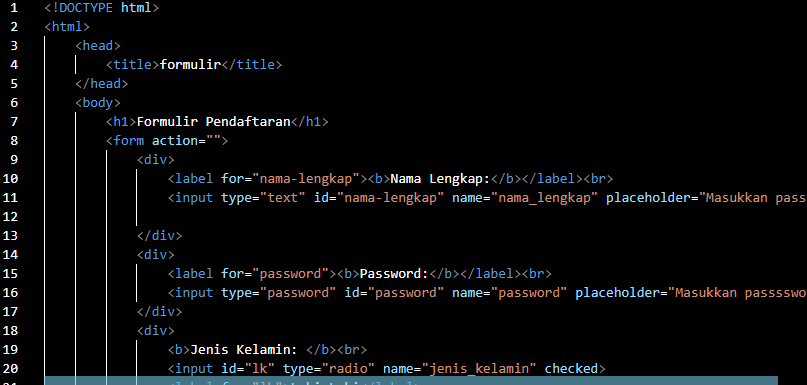 1 <!DOCTYPE html>
2 <html>
3 <head>
4 <title>formulir</title>
5 </head>
6 <body>
7 <h1>Formulir Pendaftaran</h1>
8 <form action="">
9 <div>
10 <label for="nama-lengkap"><b>Nama Lengkap:</b></label><br>
11 <input type="text" id="nama-lengkap" name="nama_lengkap" placeholder="Masukkan pass
12
13 </div>
14 <div>
15 <label for="password"><b>Password:</b></label><br>
16 <input type="password" id="password" name="password" placeholder="Masukkan passsswo
17 </div>
18 <div>
19 <b>Jenis Kelamin: </b><br>
20 <input id="lk" type="radio" name="jenis_kelamin" checked>